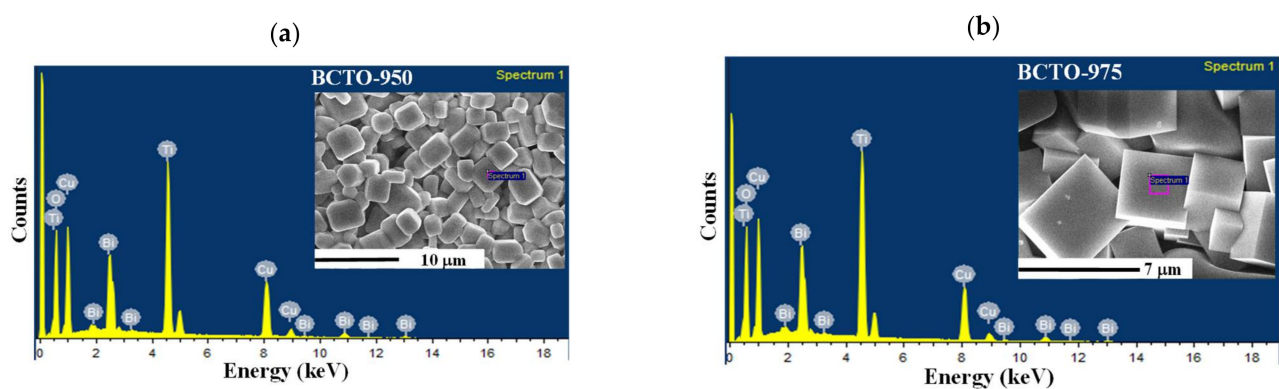 (a)
BCTO-950
Spectrum 1
Ti
Cu
O
Ti
Bi
Bi
Bi
Cu
Cu
Bi
Bi
Bi
Bi
Spectrum 1
10 μm
0 2 4 6 8 10 12 14 16 18
Energy (keV)
Counts
(b)
BCTO-975
Spectrum 1
Ti
Cu
O
Ti
Bi
Bi
Bi
Cu
Cu
Bi
Bi
Bi
Bi
Spectrum 1
7 μm
0 2 4 6 8 10 12 14 16 18
Energy (keV)
Counts